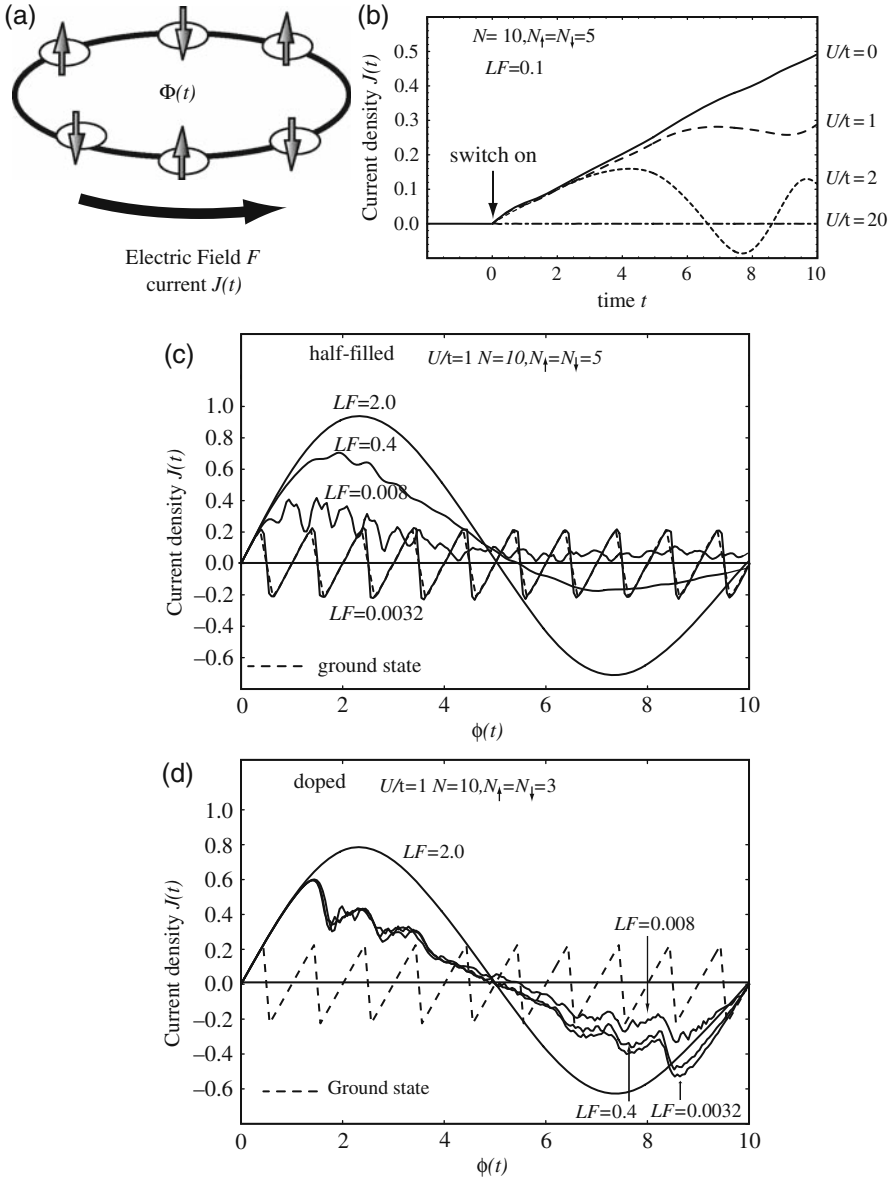 (a)
Φ(t)
Electric Field F
current J(t)
(b)
N= 10,N↑=N↓=5
LF=0.1
switch on
Current density J(t)
0.5
0.4
0.3
0.2
0.1
0.0
0 2 4 6 8 10
time t
U/t=0
U/t=1
U/t=2
U/t=20
(c)
half-filled U/t=1 N=10,N↑=N↓=5
LF=2.0
LF=0.4
LF=0.008
LF=0.0032
ground state
Current density J(t)
1.0
0.8
0.6
0.4
0.2
0.0
−0.2
−0.4
−0.6
0 2 4 6 8 10
ϕ(t)
(d)
doped U/t=1 N=10,N↑=N↓=3
LF=2.0
LF=0.008
LF=0.4 LF=0.0032
Ground state
Current density J(t)
1.0
0.8
0.6
0.4
0.2
0.0
−0.2
−0.4
−0.6
0 2 4 6 8 10
ϕ(t)